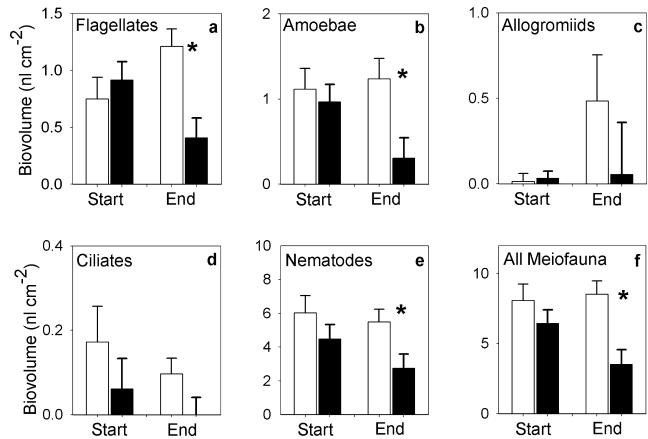 Flagellates a
1.5
1.0
0.5
0.0
Biovolume (nl cm-2)
*
Start End
Amoebae b
2
1
0
*
Start End
Allogromiids c
1.0
0.5
0.0
Start End
Ciliates d
0.4
0.2
0.0
Biovolume (nl cm-2)
Start End
Nematodes e
10
8
6
4
2
0
*
Start End
All Meiofauna f
10
5
0
*
Start End